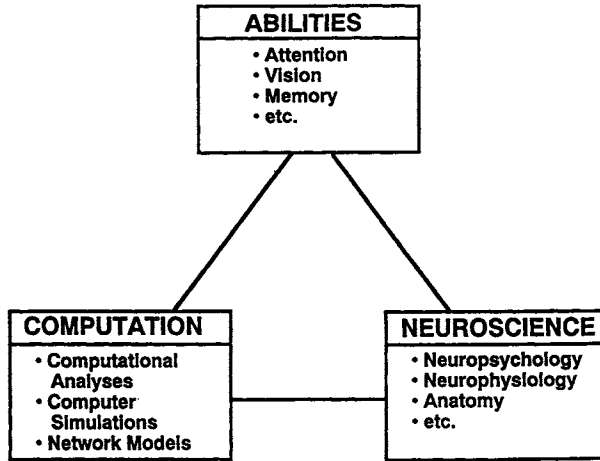 ABILITIES
• Attention
• Vision
• Memory
• etc.
COMPUTATION
• Computational
Analyses
• Computer
Simulations
• Network Models
NEUROSCIENCE
• Neuropsychology
• Neurophysiology
• Anatomy
• etc.